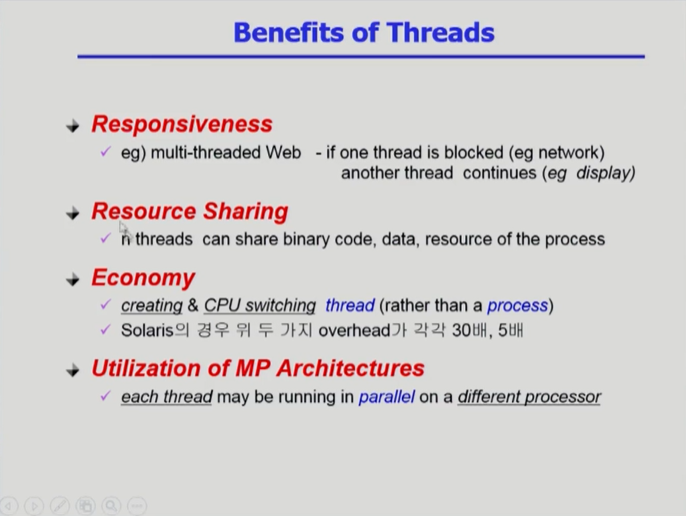 Benefits of Threads
Responsiveness
eg) multi-threaded Web - if one thread is blocked (eg network)
another thread continues (eg display)
Resource Sharing
n threads can share binary code, data, resource of the process
Economy
creating & CPU switching thread (rather than a process)
Solaris의 경우 위 두 가지 overhead가 각각 30배, 5배
Utilization of MP Architectures
each thread may be running in parallel on a different processor